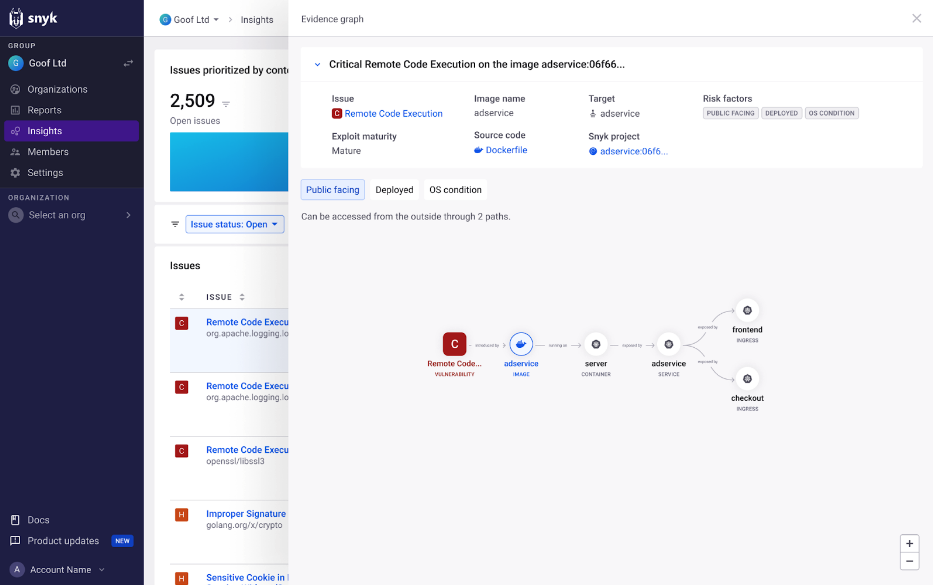 snyk
GROUP
G Goof Ltd
Organizations
Reports
Insights
Members
Settings
ORGANIZATION
Select an org
Docs
Product updates NEW
A Account Name
G Goof Ltd > Insights
Issues prioritized by conte
2,509
Open issues
Issue status: Open
Issues
ISSUE
C Remote Code Execu
org.apache.logging.lo
C Remote Code Execu
org.apache.logging.lo
C Remote Code Execu
openssl/libssl3
H Improper Signature
golang.org/x/crypto
H Sensitive Cookie in
Evidence graph
Critical Remote Code Execution on the image adservice:06f66...
Issue
C Remote Code Execution
Exploit maturity
Mature
Image name
adservice
Source code
Dockerfile
Target
adservice
Snyk project
adservice:06f6...
Risk factors
PUBLIC FACING DEPLOYED OS CONDITION
Public facing Deployed OS condition
Can be accessed from the outside through 2 paths.
C
Remote Code...
VULNERABILITY
introduced by
adservice
IMAGE
running on
server
CONTAINER
exposed by
adservice
SERVICE
exposed by
frontend
INGRESS
exposed by
checkout
INGRESS
+
−